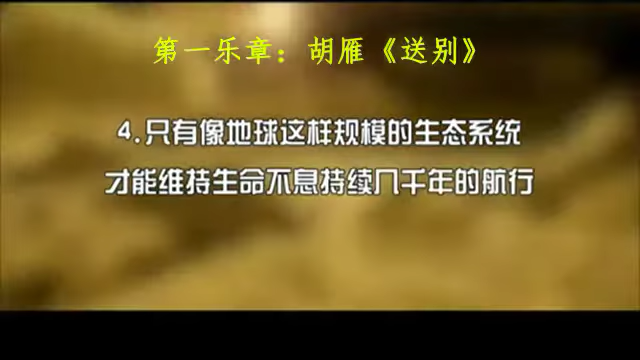 第一乐章：胡雁《送别》
4.只有像地球这样规模的生态系统
才能维持生命不息持续几千年的航行